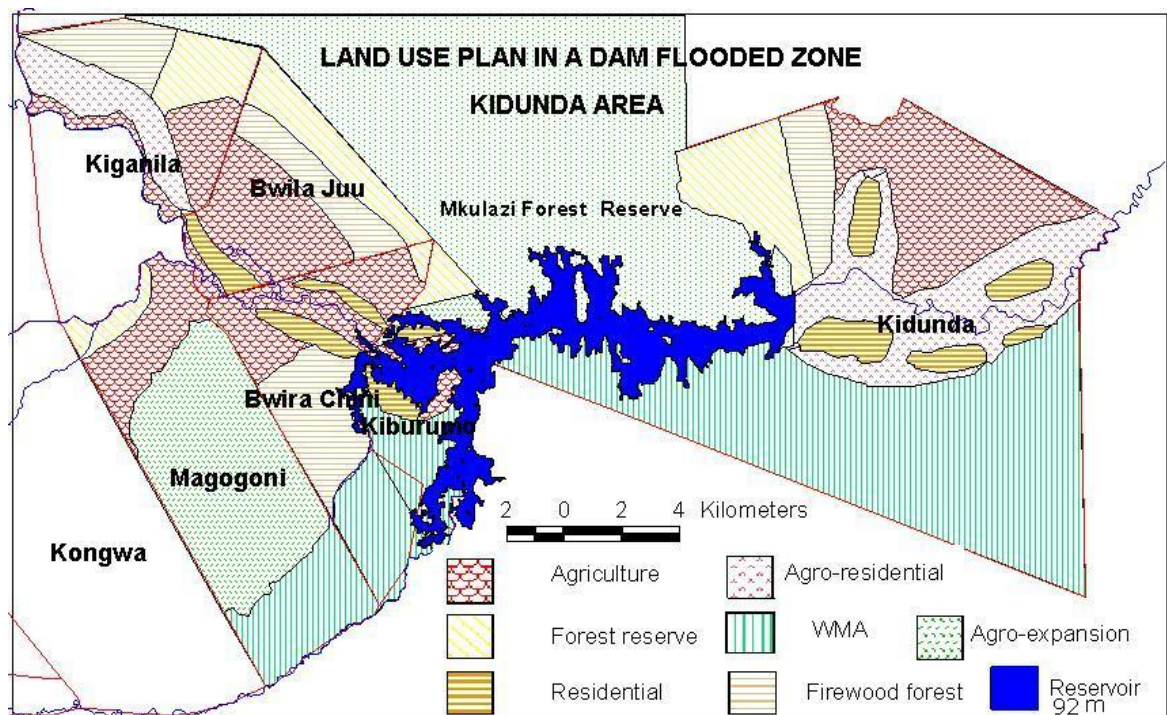 LAND USE PLAN IN A DAM FLOODED ZONE
KIDUNDA AREA
Kiganila
Bwila Juu
Mkulazi Forest Reserve
Kidunda
Bwira Chini
Kiburumo
Magogoni
Kongwa
2 0 2 4 Kilometers
Agriculture
Agro-residential
Forest reserve
WMA
Agro-expansion
Residential
Firewood forest
Reservoir
92 m